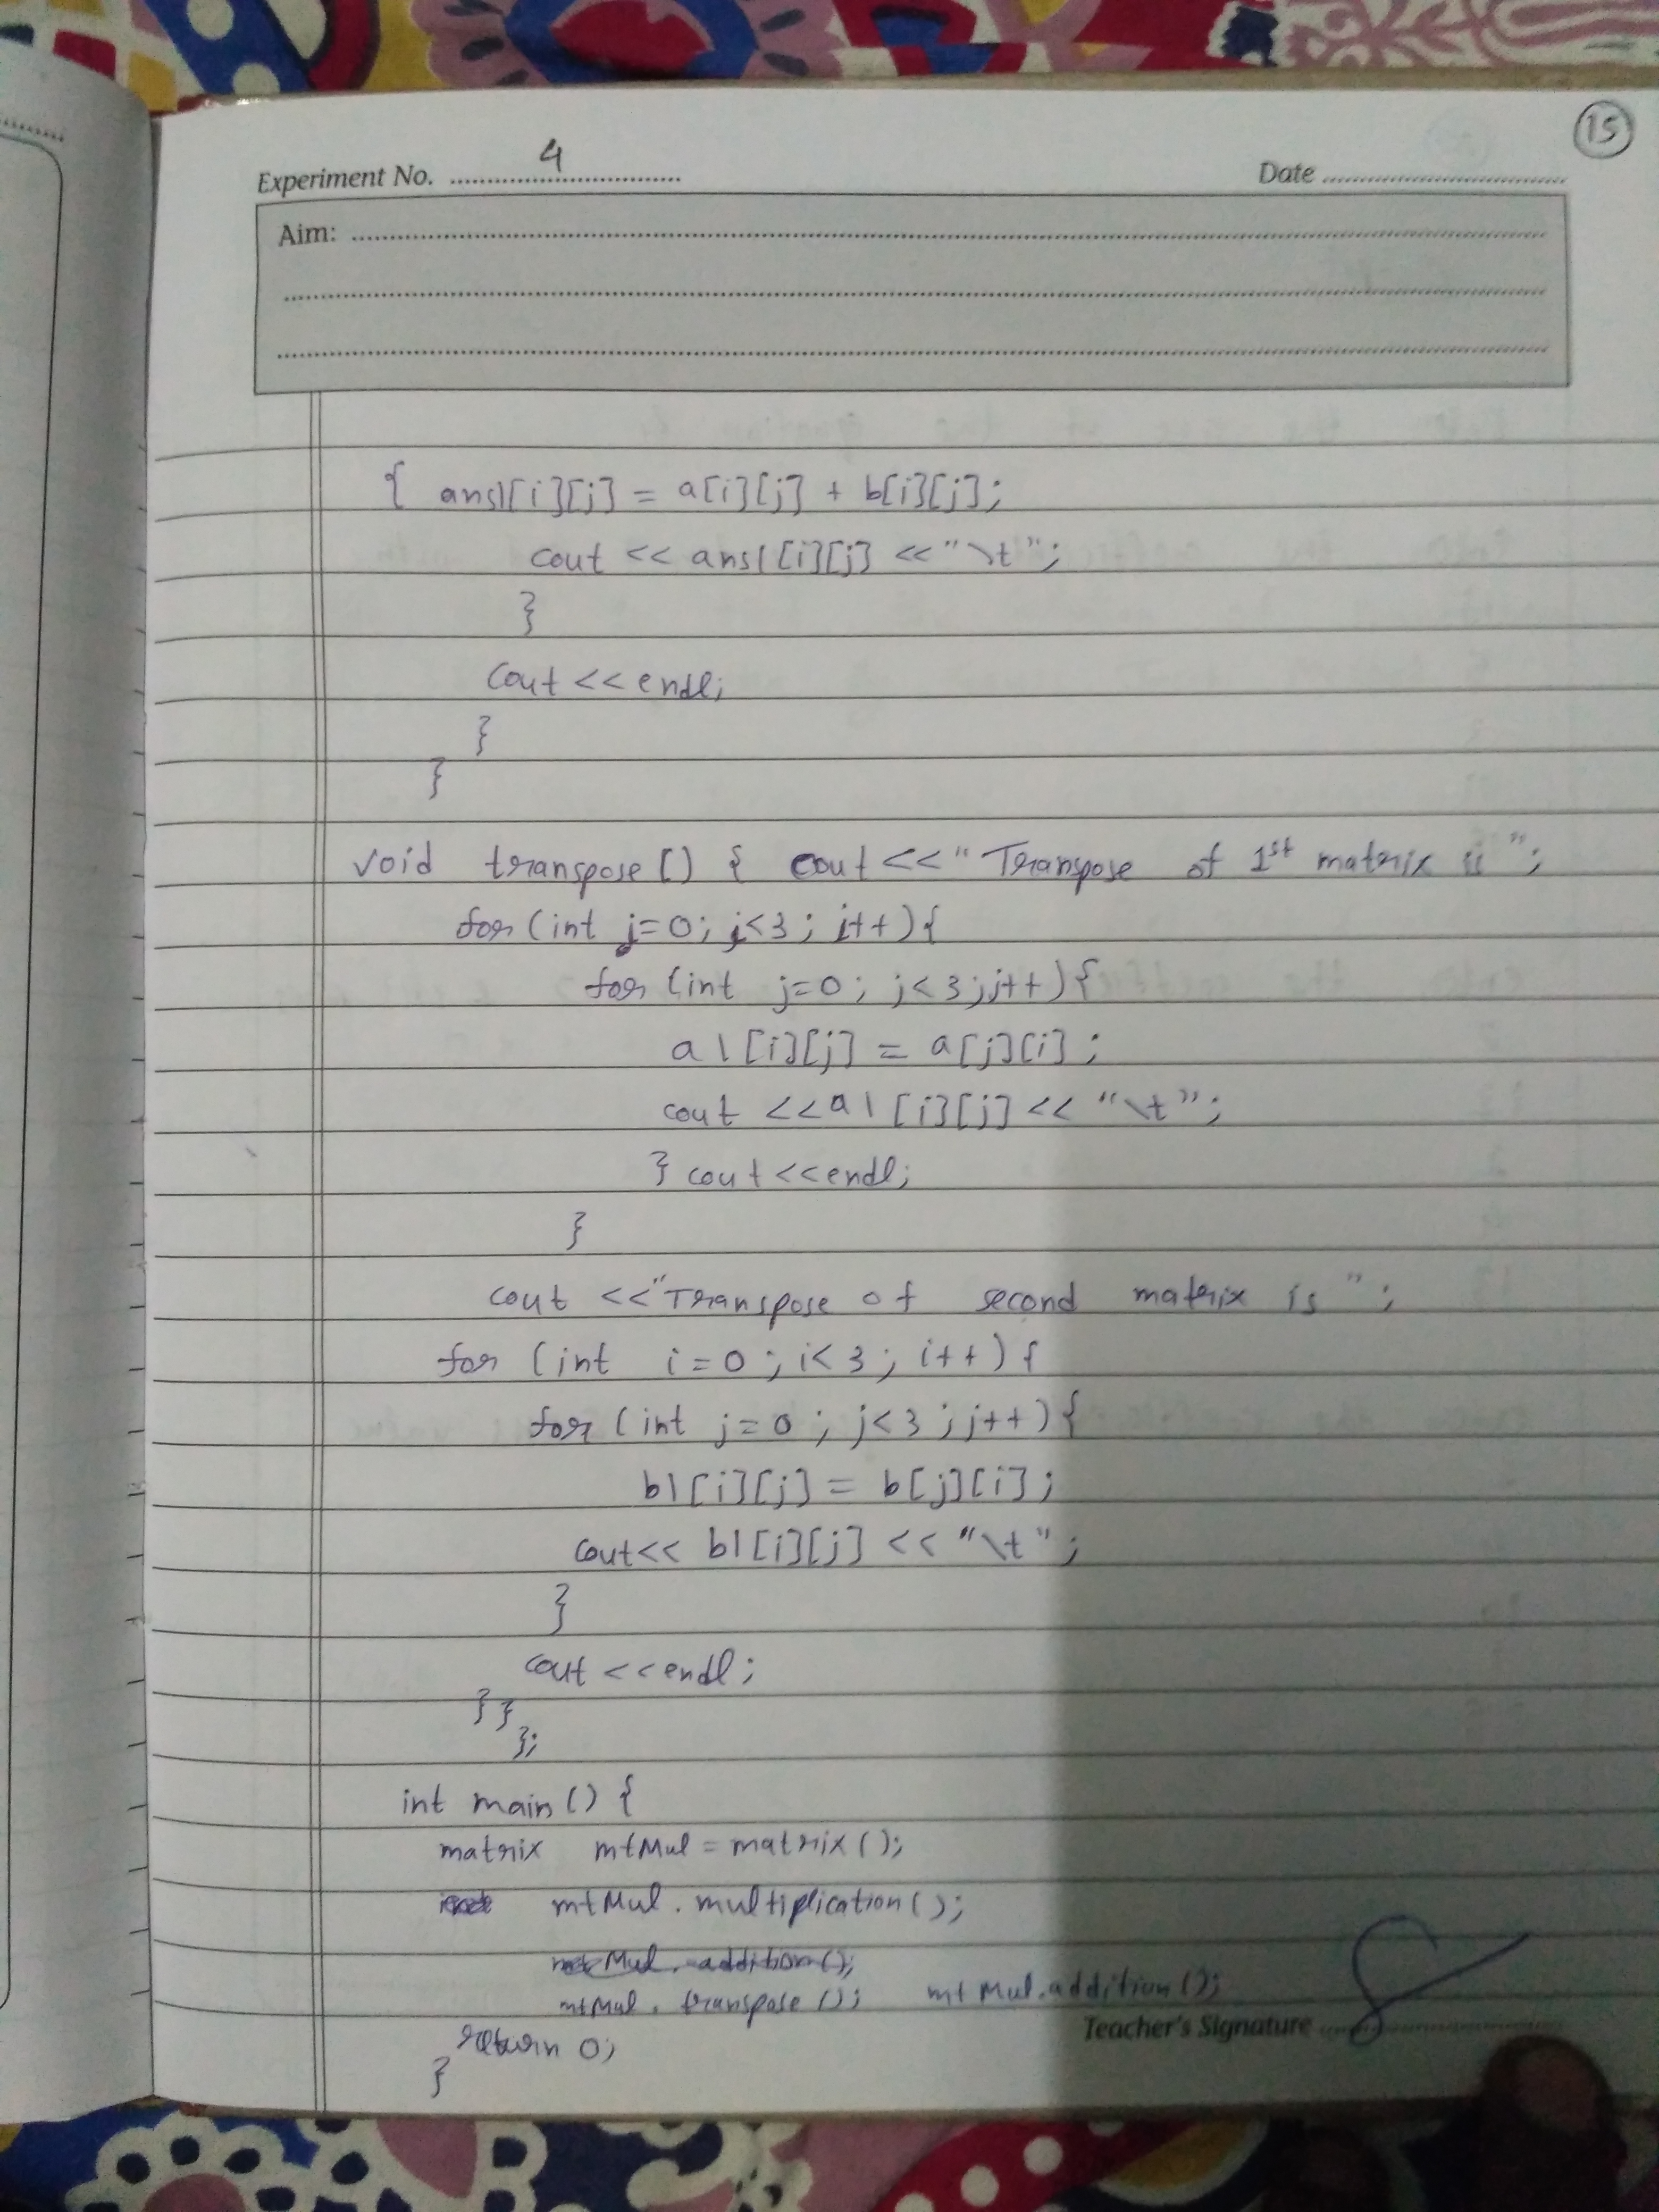 15
Experiment No. 4 Date
Aim:
{ ans1[i][j] = a[i][j] + b[i][j];
cout << ans1[i][j] << "\t";
}
cout << endl;
}
}
void transpose() { cout << "Transpose of 1st matrix is ";
for (int j=0; j<3; i++){
for (int j=0; j<3; j++){
a1[i][j] = a[j][i];
cout << a1[i][j] << "\t";
} cout << endl;
}
cout << "Transpose of second matrix is ";
for (int i=0; i<3; i++) {
for (int j=0; j<3; j++){
b1[i][j] = b[j][i];
cout << b1[i][j] << "\t";
}
cout << endl;
}}
};
int main() {
matrix mtMul = matrix();
mtMul.multiplication();
mtMul.addition();
mtMul.transpose(); mtMul.addition();
Teacher's Signature
return 0;
}